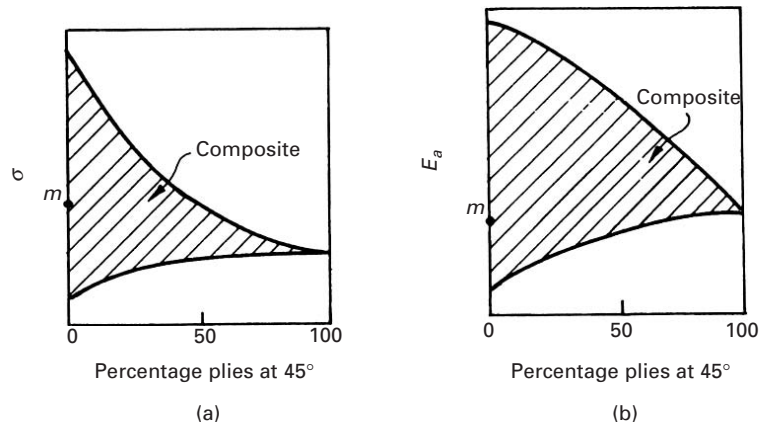 σ
m
Composite
0
50
100
Percentage plies at 45°
(a)
E_a
m
Composite
0
50
100
Percentage plies at 45°
(b)